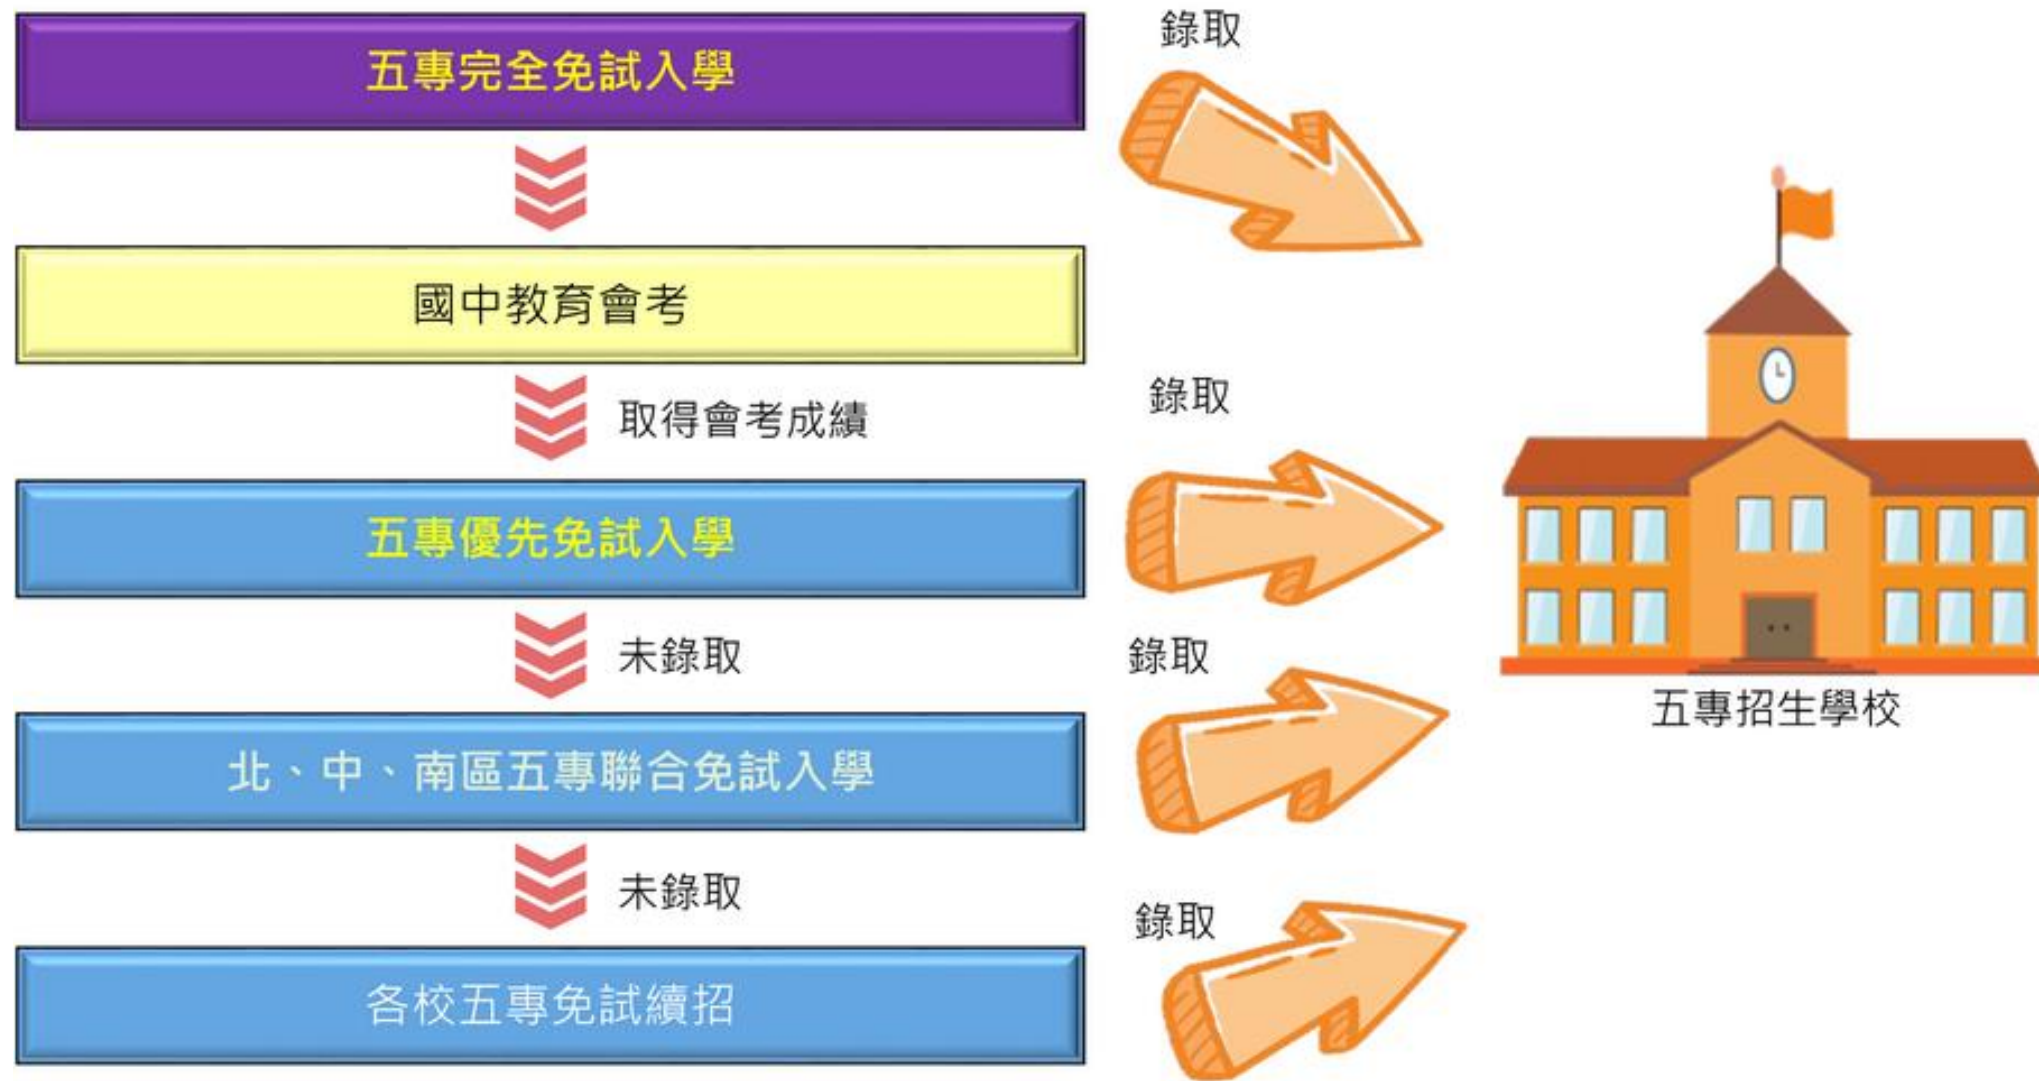 五專完全免試入學
錄取
國中教育會考
取得會考成績
錄取
五專優先免試入學
未錄取
錄取
五專招生學校
北、中、南區五專聯合免試入學
未錄取
錄取
各校五專免試續招